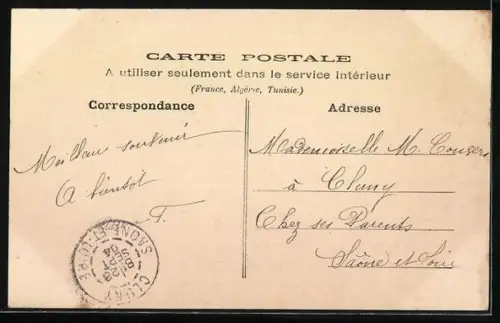 CARTE POSTALE
A utiliser seulement dans le service intérieur
(France, Algérie, Tunisie.)
Correspondance
Adresse
Meilleur souvenir
A bientôt
F.
Mademoiselle M.
à Cluny
Chez ses Parents
Saône et Loire
CLUNY
SAONE-ET-LOIRE